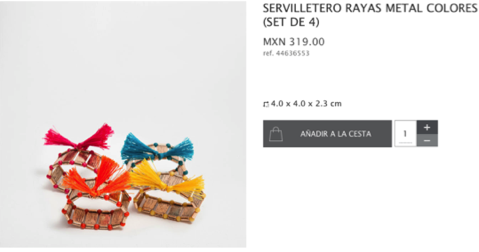 SERVILLETERO RAYAS METAL COLORES
(SET DE 4)
MXN 319.00
ref. 44636553
4.0 x 4.0 x 2.3 cm
AÑADIR A LA CESTA
1
+
−